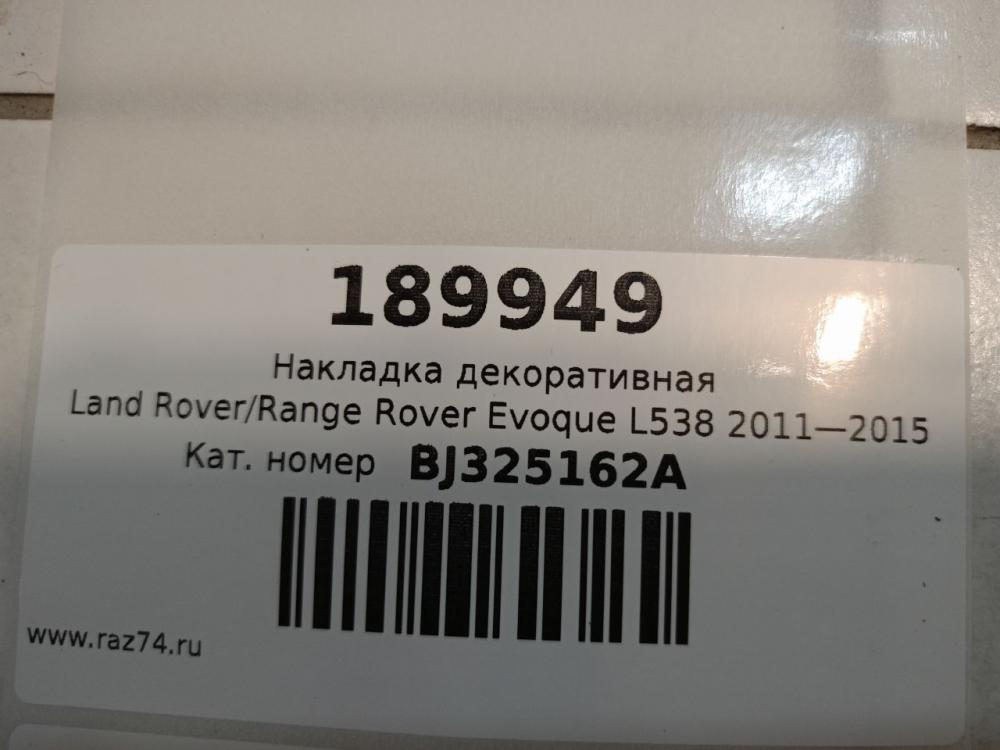 189949
Накладка декоративная
Land Rover/Range Rover Evoque L538 2011—2015
Кат. номер BJ325162A
www.raz74.ru